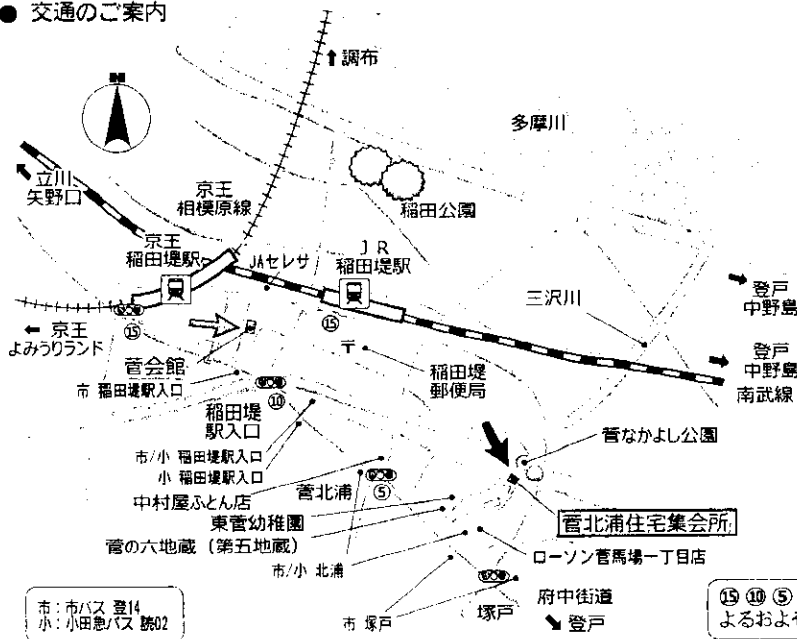 ● 交通のご案内
N
↑調布
多摩川
立川
矢野口
京王
相模原線
稲田公園
京王
稲田堤駅
JAセレサ
JR
稲田堤駅
三沢川
登戸
中野島
← 京王
よみうりランド
⑮
⑮
〒
登戸
中野島
南武線
菅会館
市 稲田堤駅入口
稲田堤
郵便局
⑩
稲田堤
駅入口
市/小 稲田堤駅入口
小 稲田堤駅入口
菅なかよし公園
中村屋ふとん店
菅北浦
⑤
東菅幼稚園
菅北浦住宅集会所
菅の六地蔵 (第五地蔵)
市/小 北浦
ローソン菅馬場一丁目店
市 塚戸
塚戸
府中街道
登戸
市:市バス 登14
小:小田急バス 読02
⑮ ⑩ ⑤
よるおよ